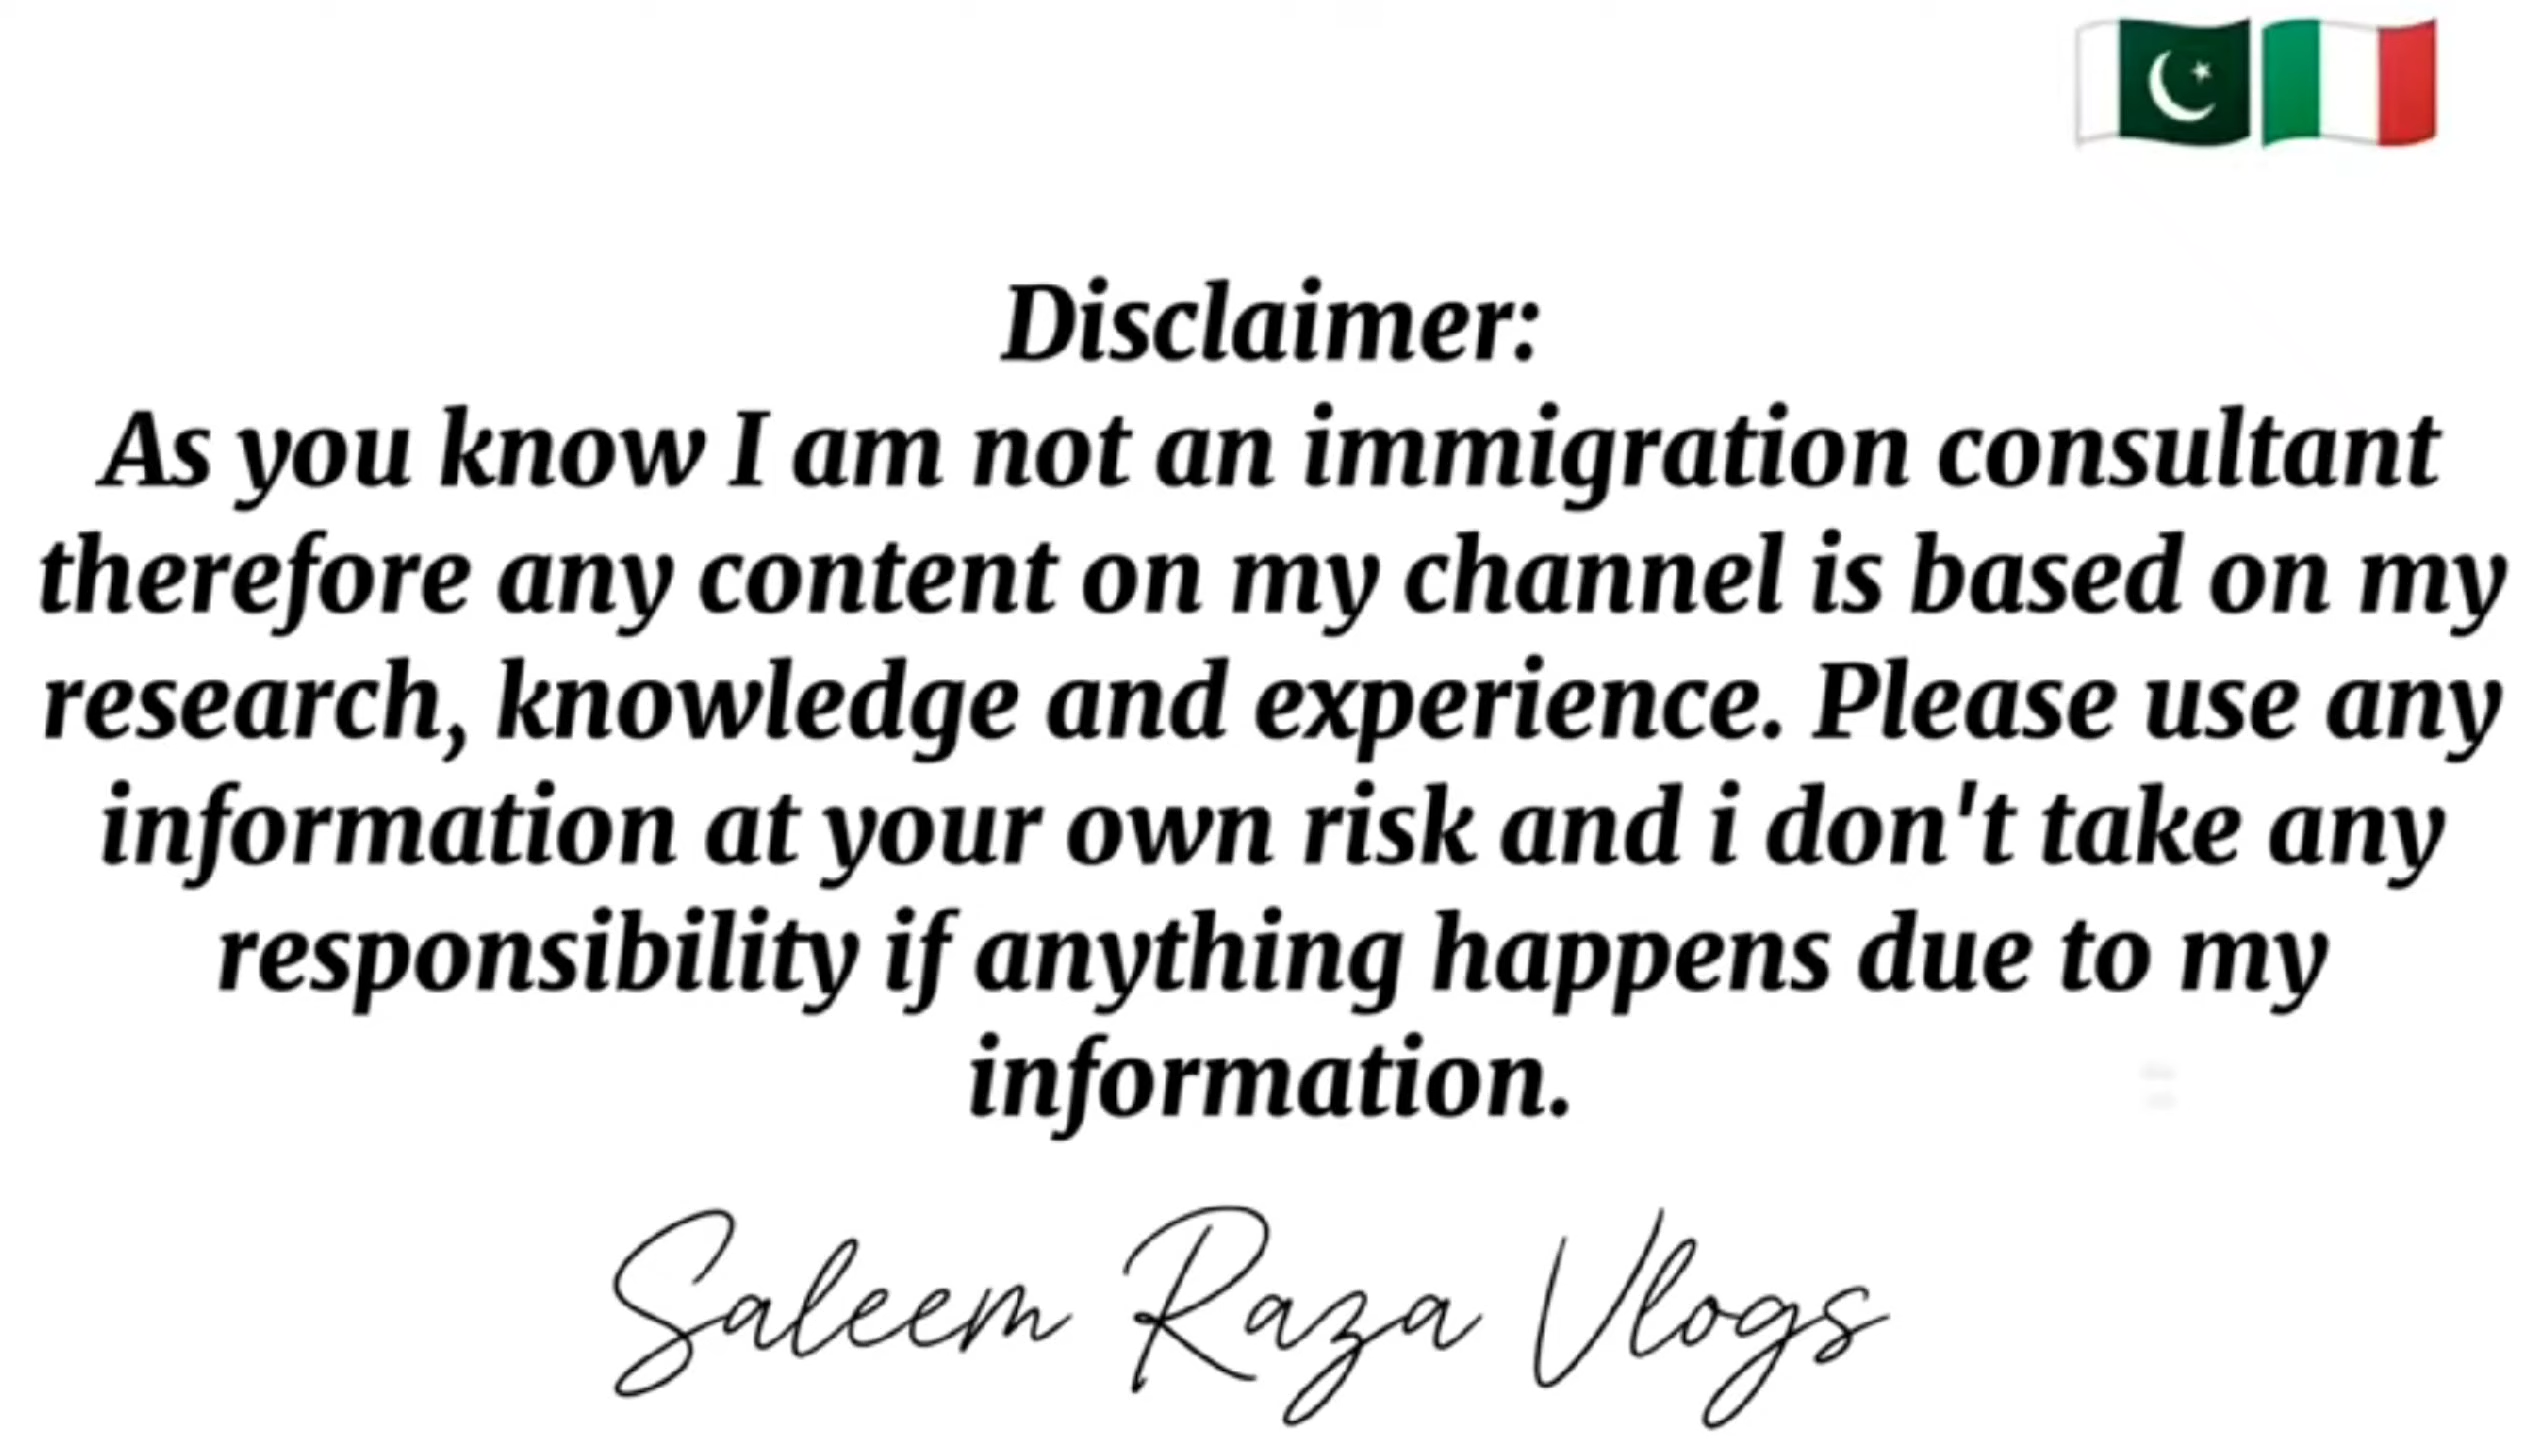 Disclaimer:
As you know I am not an immigration consultant
therefore any content on my channel is based on my
research, knowledge and experience. Please use any
information at your own risk and i don't take any
responsibility if anything happens due to my
information.
Saleem Raza Vlogs